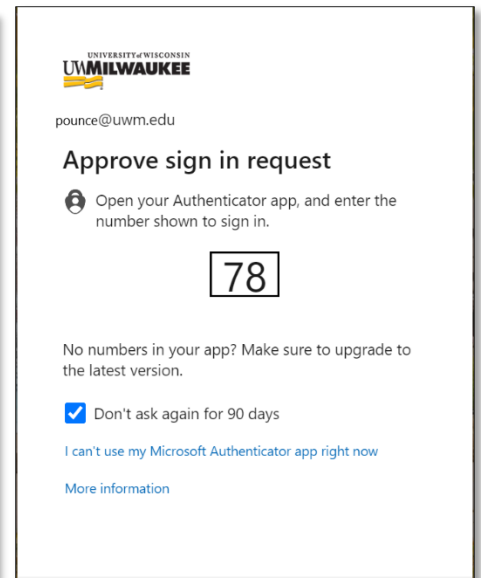 UNIVERSITY of WISCONSIN
UWMILWAUKEE
pounce@uwm.edu
Approve sign in request
Open your Authenticator app, and enter the
number shown to sign in.
78
No numbers in your app? Make sure to upgrade to
the latest version.
Don't ask again for 90 days
I can't use my Microsoft Authenticator app right now
More information